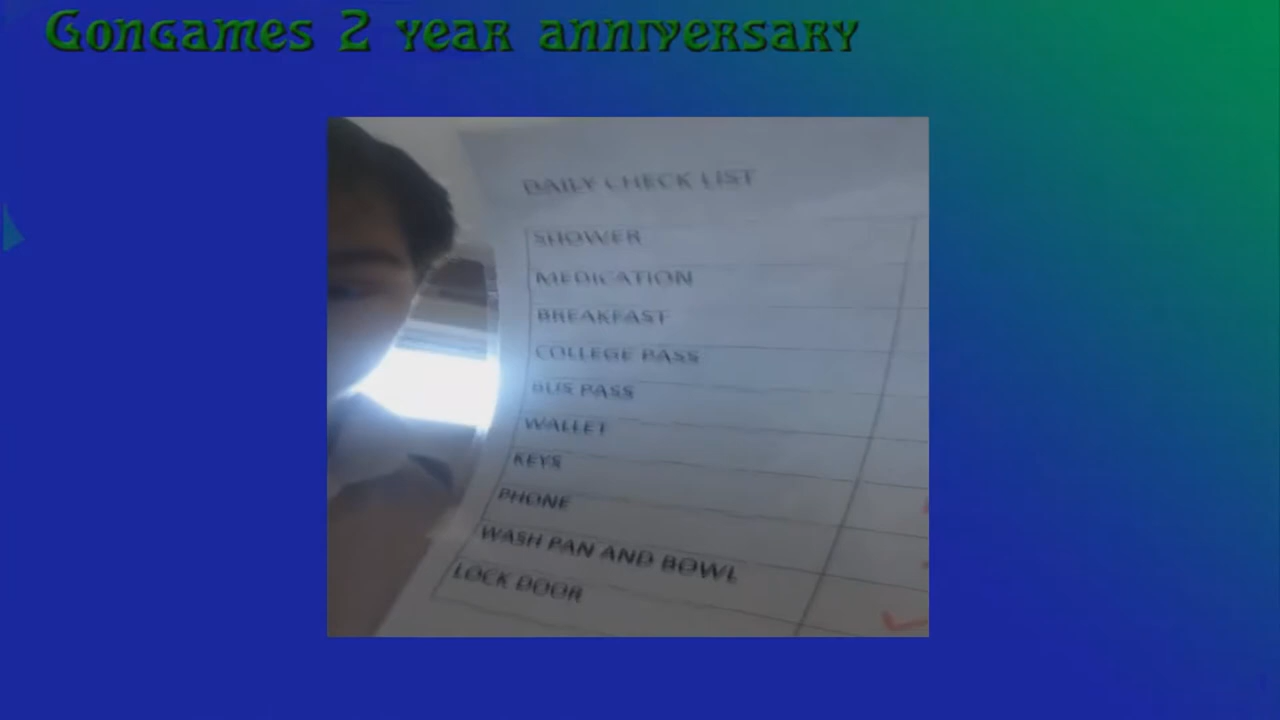 Gongames 2 year anniversary
DAILY CHECK LIST
SHOWER
MEDICATION
BREAKFAST
COLLEGE PASS
BUS PASS
WALLET
KEYS
PHONE
WASH PAN AND BOWL
LOCK DOOR